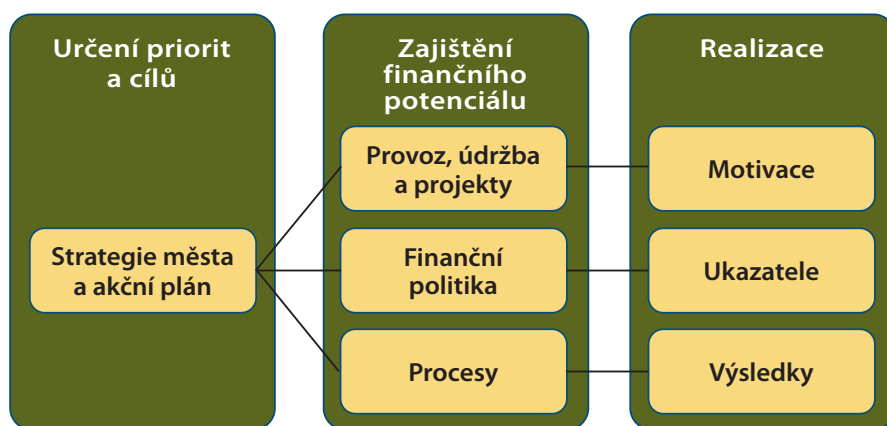 Určení priorit
a cílů
Strategie města
a akční plán
Zajištění
finančního
potenciálu
Provoz, údržba
a projekty
Finanční
politika
Procesy
Realizace
Motivace
Ukazatele
Výsledky